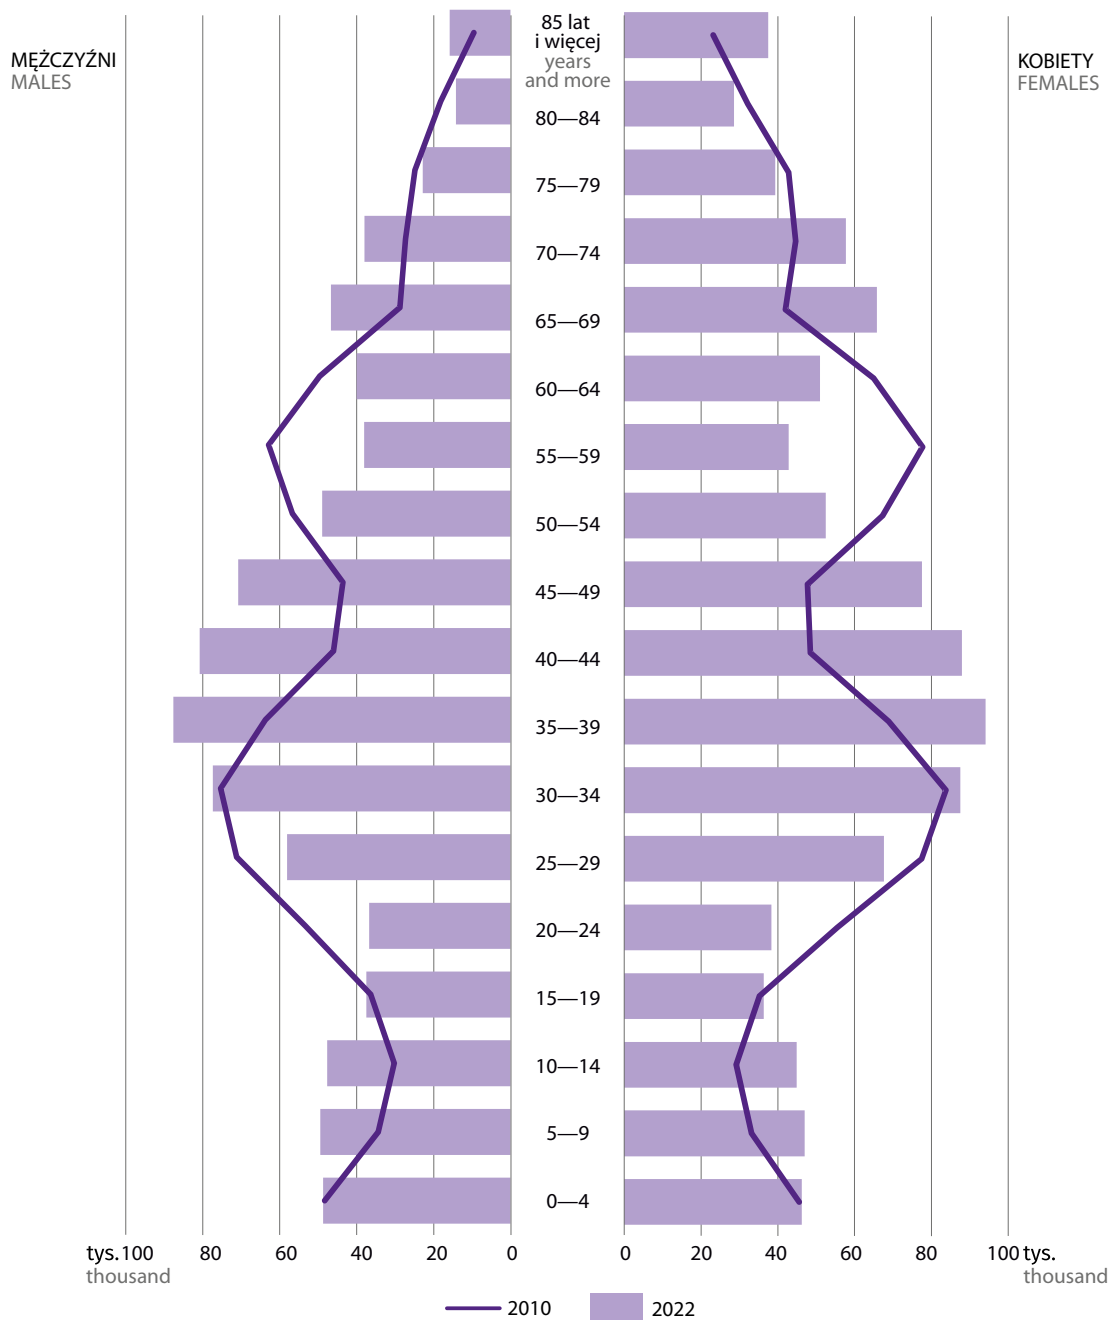 MĘŻCZYŹNI
MALES
85 lat
i więcej
years
and more
KOBIETY
FEMALES
80—84
75—79
70—74
65—69
60—64
55—59
50—54
45—49
40—44
35—39
30—34
25—29
20—24
15—19
10—14
5—9
0—4
tys. 100 80 60 40 20 0 0 20 40 60 80 100 tys.
thousand thousand
2010 2022